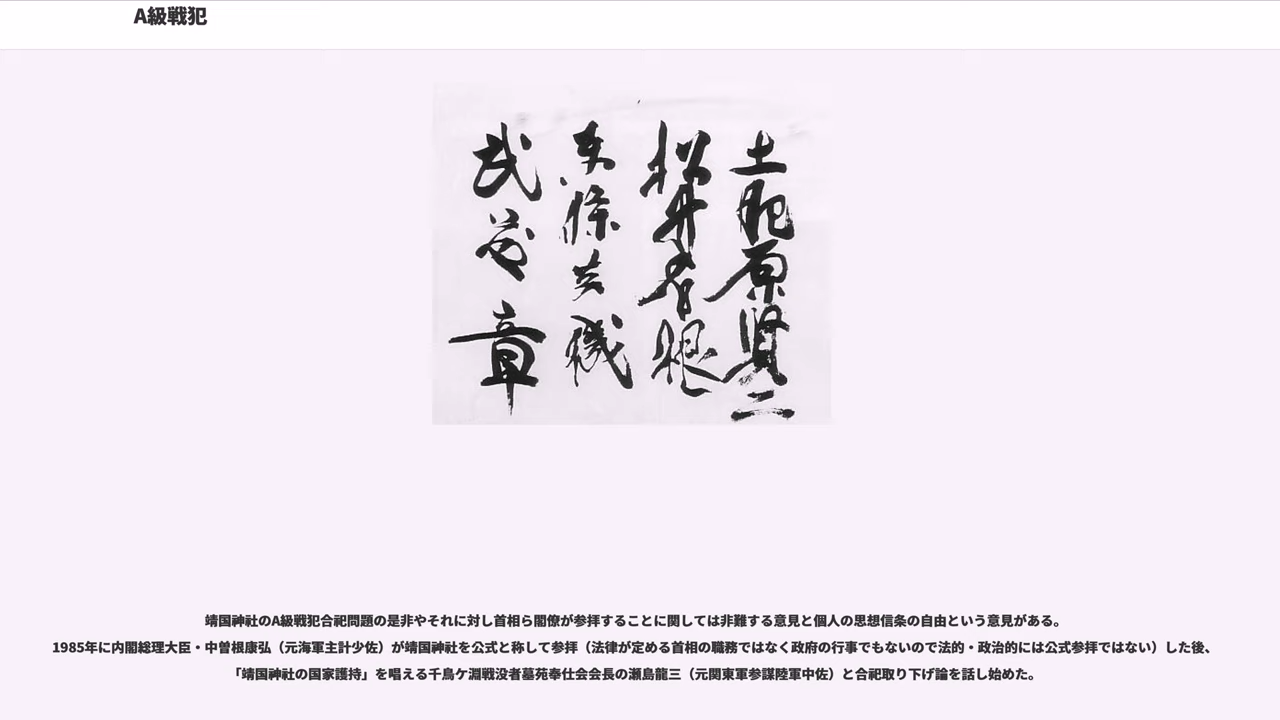 A級戦犯
土肥原賢二
松井石根
東條英機
武藤章
靖国神社のA級戦犯合祀問題の是非やそれに対し首相ら閣僚が参拝することに関しては非難する意見と個人の思想信条の自由という意見がある。
1985年に内閣総理大臣・中曽根康弘（元海軍主計少佐）が靖国神社を公式と称して参拝（法律が定める首相の職務ではなく政府の行事でもないので法的・政治的には公式参拝ではない）した後、
「靖国神社の国家護持」を唱える千鳥ケ淵戦没者墓苑奉仕会会長の瀬島龍三（元関東軍参謀陸軍中佐）と合祀取り下げ論を話し始めた。